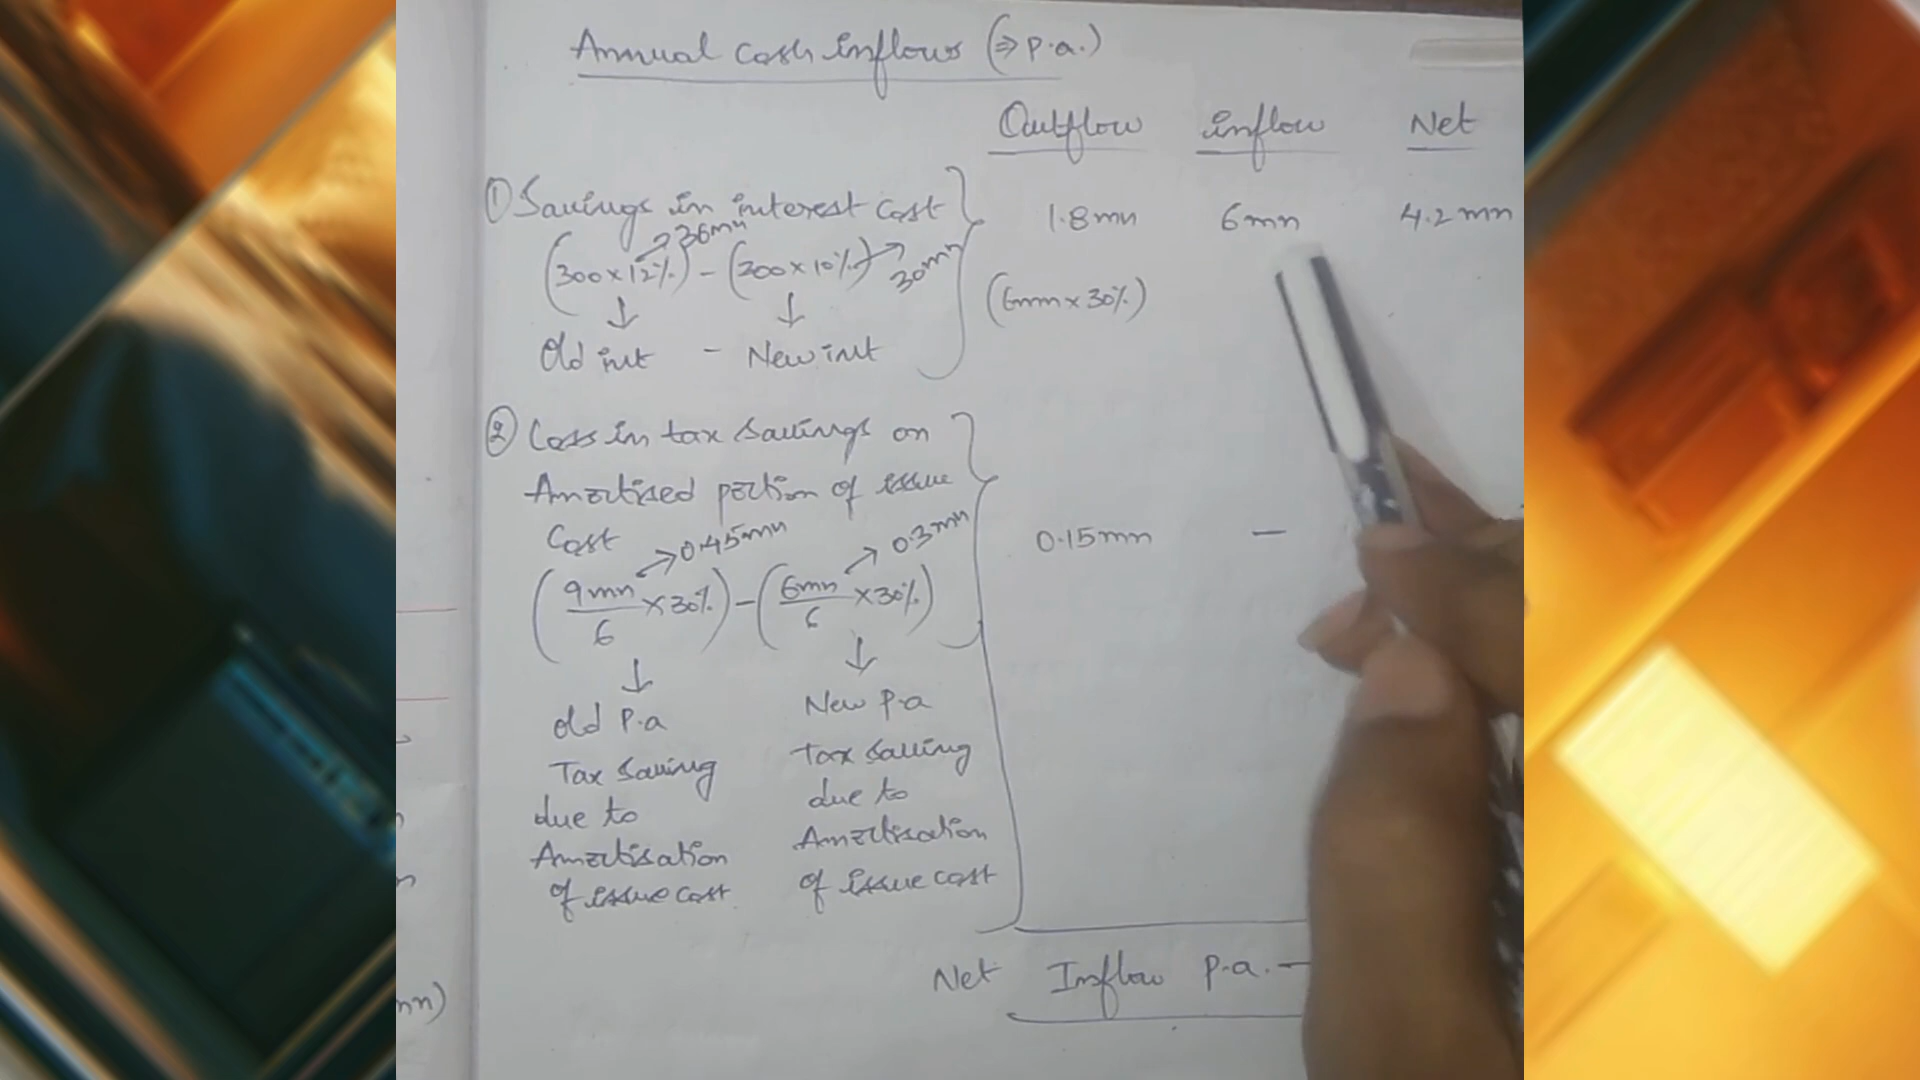 Annual Cash inflows (⇒ p.a.)
Outflow inflow Net
① Savings in interest cost
1.8mn 6mn 4.2mn
→36mn
(300×12%) - (300×10%) → 30mn
(6mn×30%)
↓ ↓
Old int - New int
② Loss in tax savings on
Amortised portion of issue
Cost →0.45mn →0.3mn
0.15mn —
(9mn/6 ×30%) - (6mn/6 ×30%)
↓ ↓
Old P.a New P.a
Tax Saving Tax saving
due to due to
Amortisation Amortisation
of issue cost of issue cost
Net Inflow p.a. —
mn)